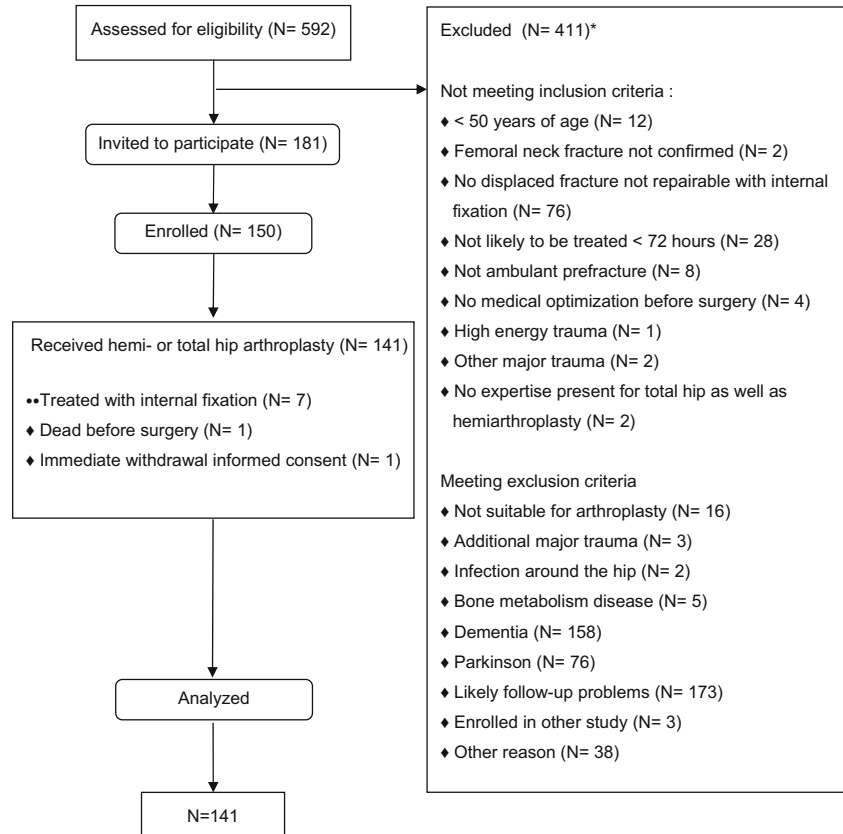 Assessed for eligibility (N= 592)
Invited to participate (N= 181)
Enrolled (N= 150)
Received hemi- or total hip arthroplasty (N= 141)
••Treated with internal fixation (N= 7)
♦ Dead before surgery (N= 1)
♦ Immediate withdrawal informed consent (N= 1)
Analyzed
N=141
Excluded (N= 411)*
Not meeting inclusion criteria :
♦ < 50 years of age (N= 12)
♦ Femoral neck fracture not confirmed (N= 2)
♦ No displaced fracture not repairable with internal
fixation (N= 76)
♦ Not likely to be treated < 72 hours (N= 28)
♦ Not ambulant prefracture (N= 8)
♦ No medical optimization before surgery (N= 4)
♦ High energy trauma (N= 1)
♦ Other major trauma (N= 2)
♦ No expertise present for total hip as well as
hemiarthroplasty (N= 2)
Meeting exclusion criteria
♦ Not suitable for arthroplasty (N= 16)
♦ Additional major trauma (N= 3)
♦ Infection around the hip (N= 2)
♦ Bone metabolism disease (N= 5)
♦ Dementia (N= 158)
♦ Parkinson (N= 76)
♦ Likely follow-up problems (N= 173)
♦ Enrolled in other study (N= 3)
♦ Other reason (N= 38)